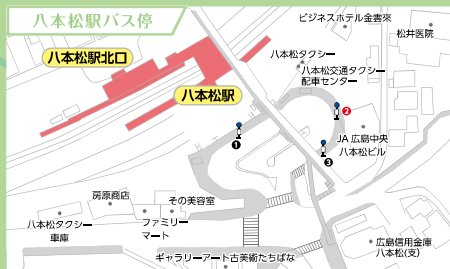 八本松駅バス停
ビジネスホテル金雲来
松井医院
八本松駅北口
八本松タクシー
八本松交通タクシー
配車センター
八本松駅
❷
❶
JA 広島中央
八本松ビル
❸
房原商店
その美容室
八本松タクシー
車庫
ファミリー
マート
広島信用金庫
八本松(支)
ギャラリーアート古美術たちばな